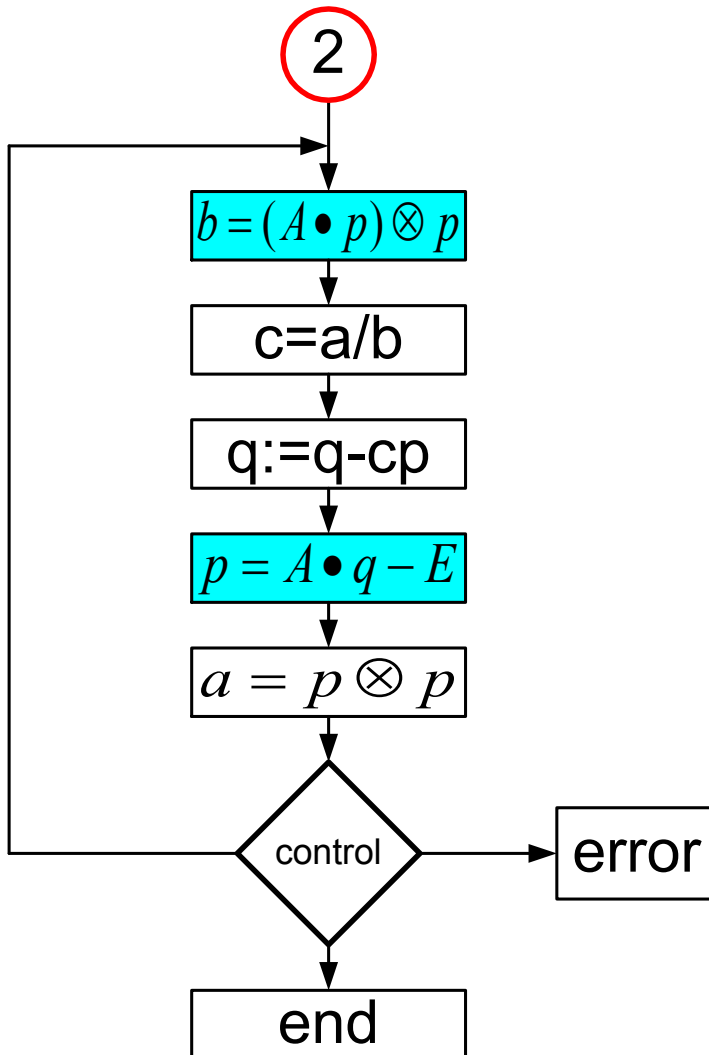 2
b = (A • p) ⊗ p
c=a/b
q:=q-cp
p = A • q − E
a = p ⊗ p
control
error
end